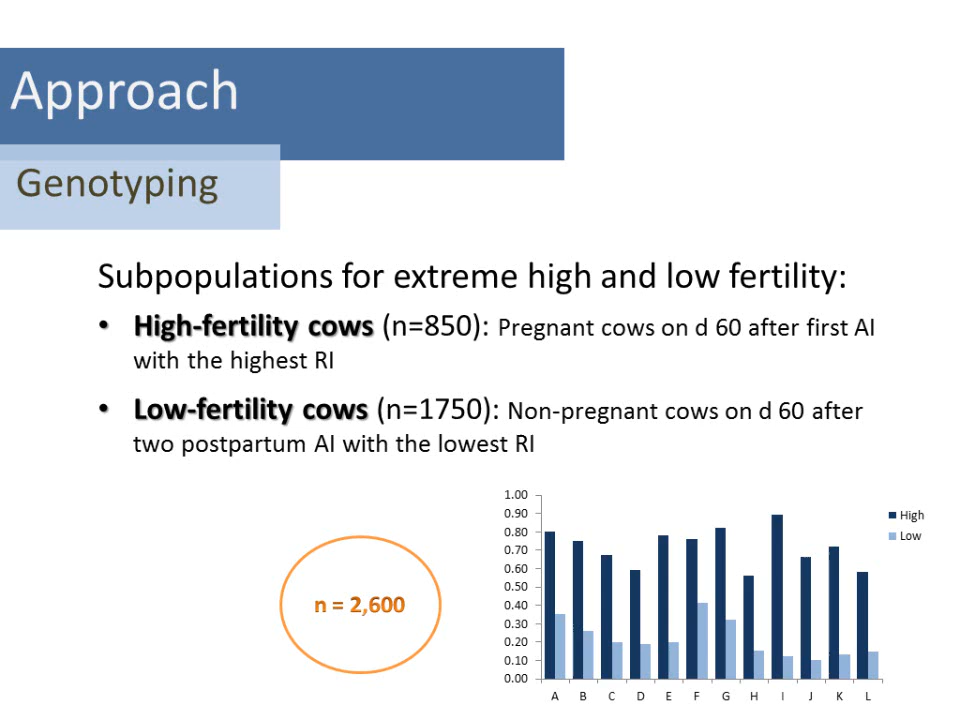 Approach
Genotyping
Subpopulations for extreme high and low fertility:
• High-fertility cows (n=850): Pregnant cows on d 60 after first AI
with the highest RI
• Low-fertility cows (n=1750): Non-pregnant cows on d 60 after
two postpartum AI with the lowest RI
n = 2,600
1.00
0.90
0.80
0.70
0.60
0.50
0.40
0.30
0.20
0.10
0.00
A B C D E F G H I J K L
High
Low